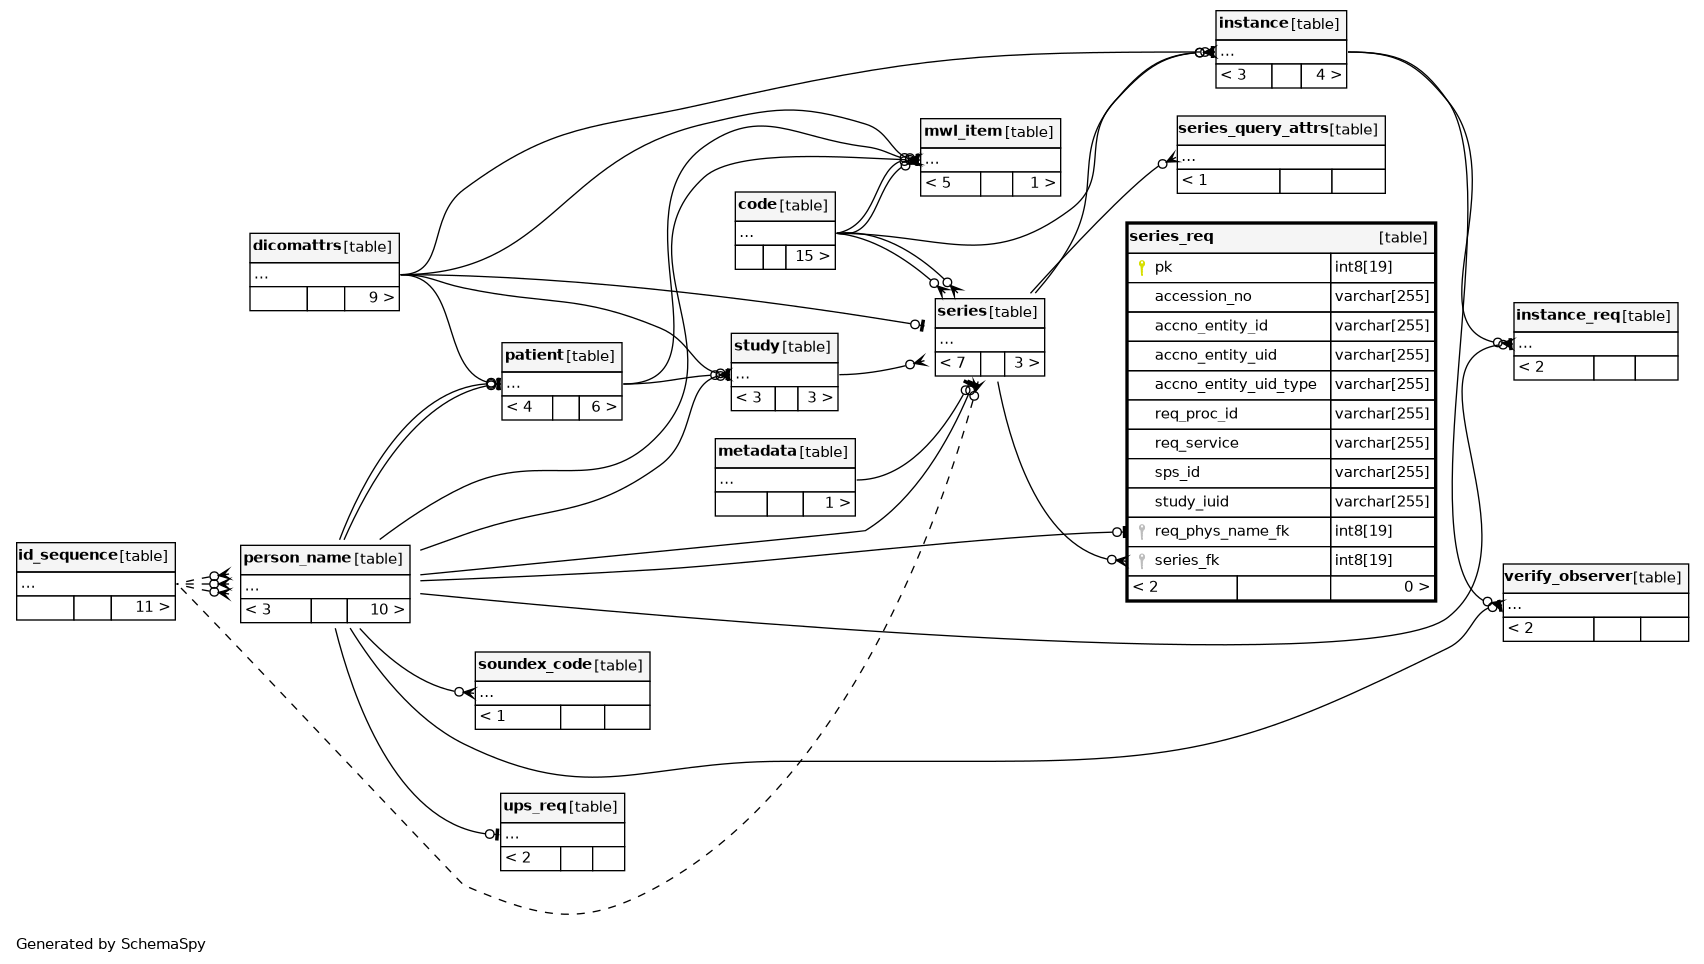 instance [table]
...
< 3 4 >
mwl_item [table]
...
< 5 1 >
series_query_attrs [table]
...
< 1
code [table]
...
15 >
dicomattrs [table]
...
9 >
series_req [table]
pk int8[19]
accession_no varchar[255]
accno_entity_id varchar[255]
accno_entity_uid varchar[255]
accno_entity_uid_type varchar[255]
req_proc_id varchar[255]
req_service varchar[255]
sps_id varchar[255]
study_iuid varchar[255]
req_phys_name_fk int8[19]
series_fk int8[19]
< 2 0 >
series [table]
...
< 7 3 >
instance_req [table]
...
< 2
study [table]
...
< 3 3 >
patient [table]
...
< 4 6 >
metadata [table]
...
1 >
id_sequence [table]
...
11 >
person_name [table]
...
< 3 10 >
verify_observer [table]
...
< 2
soundex_code [table]
...
< 1
ups_req [table]
...
< 2
Generated by SchemaSpy